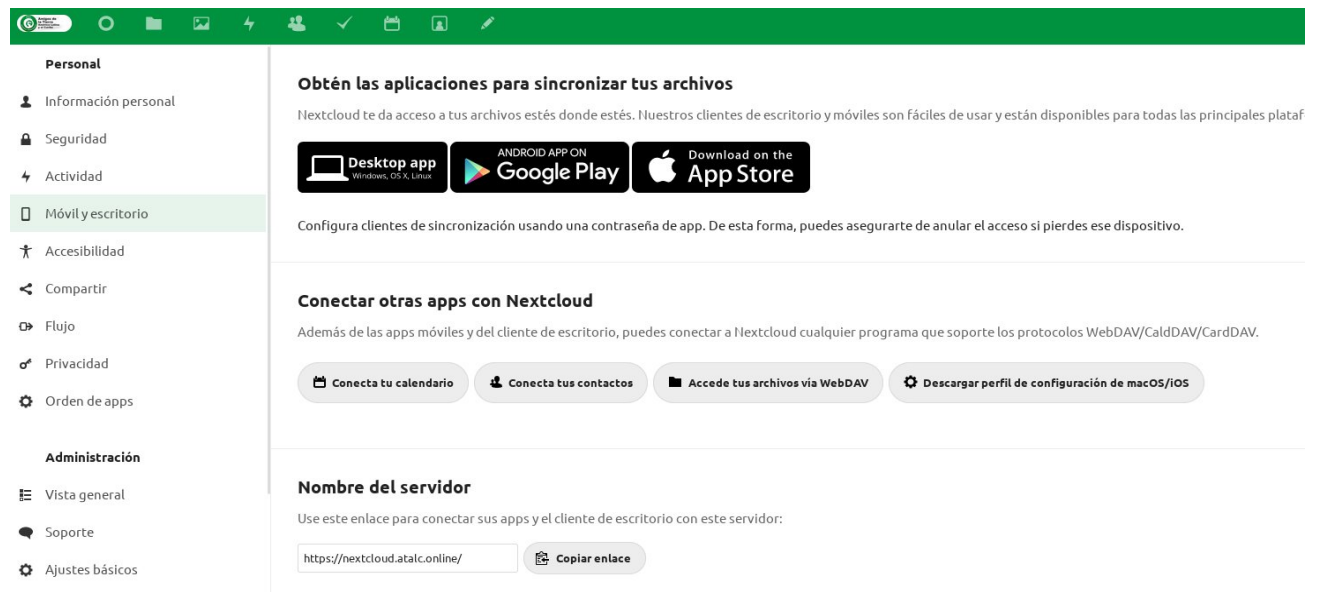 Personal
Información personal
Seguridad
Actividad
Móvil y escritorio
Accesibilidad
Compartir
Flujo
Privacidad
Orden de apps
Administración
Vista general
Soporte
Ajustes básicos
Obtén las aplicaciones para sincronizar tus archivos
Nextcloud te da acceso a tus archivos estés donde estés. Nuestros clientes de escritorio y móviles son fáciles de usar y están disponibles para todas las principales plataf
Desktop app
Windows, OS X, Linux
ANDROID APP ON
Google Play
Download on the
App Store
Configura clientes de sincronización usando una contraseña de app. De esta forma, puedes asegurarte de anular el acceso si pierdes ese dispositivo.
Conectar otras apps con Nextcloud
Además de las apps móviles y del cliente de escritorio, puedes conectar a Nextcloud cualquier programa que soporte los protocolos WebDAV/CaldDAV/CardDAV.
Conecta tu calendario
Conecta tus contactos
Accede tus archivos vía WebDAV
Descargar perfil de configuración de macOS/iOS
Nombre del servidor
Use este enlace para conectar sus apps y el cliente de escritorio con este servidor:
https://nextcloud.atalc.online/
Copiar enlace